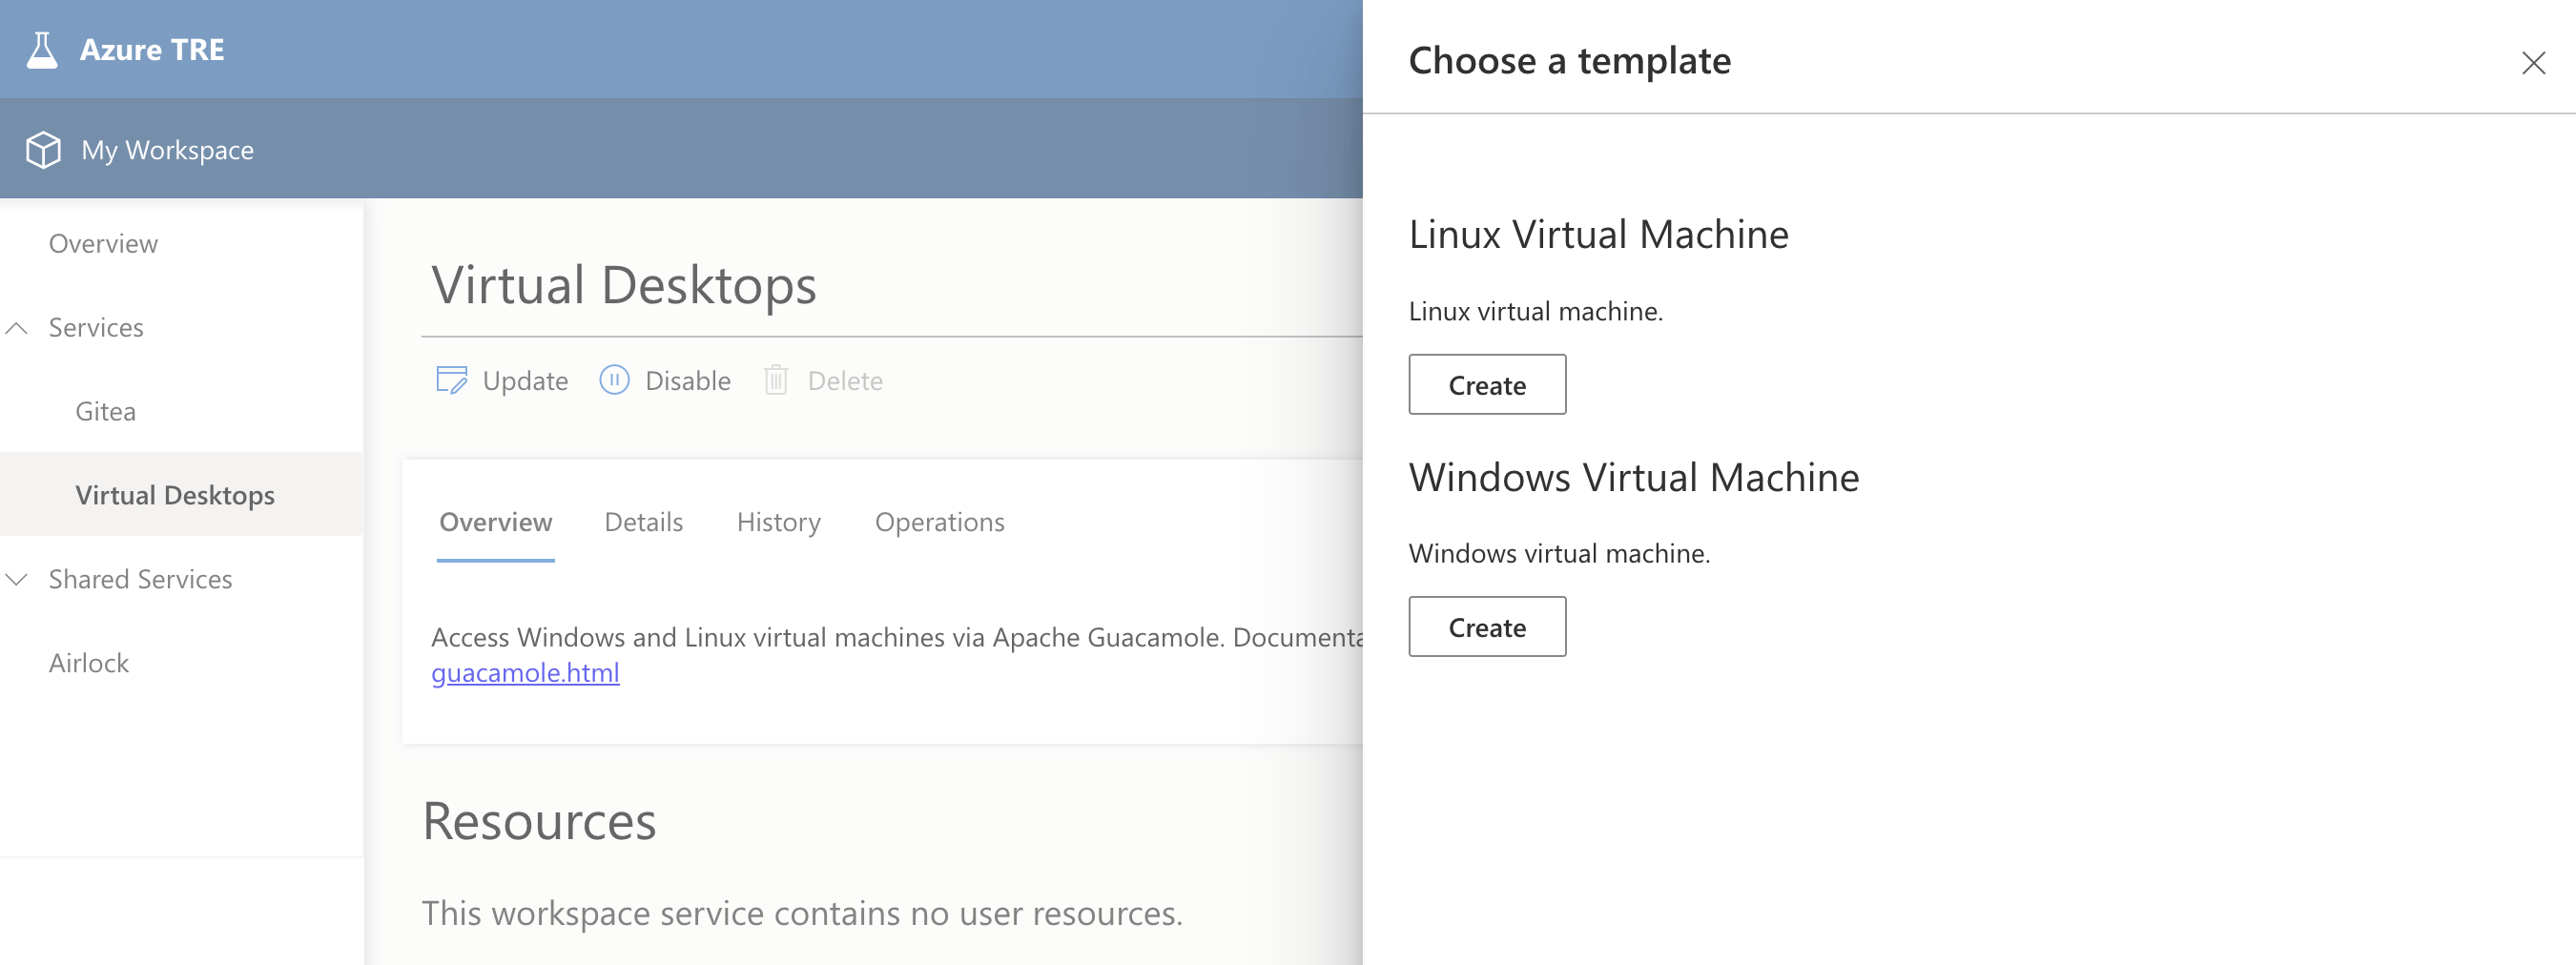 Azure TRE
My Workspace
Overview
Services
Gitea
Virtual Desktops
Shared Services
Airlock
Virtual Desktops
Update Disable Delete
Overview Details History Operations
Access Windows and Linux virtual machines via Apache Guacamole. Documenta
guacamole.html
Resources
This workspace service contains no user resources.
Choose a template
Linux Virtual Machine
Linux virtual machine.
Create
Windows Virtual Machine
Windows virtual machine.
Create